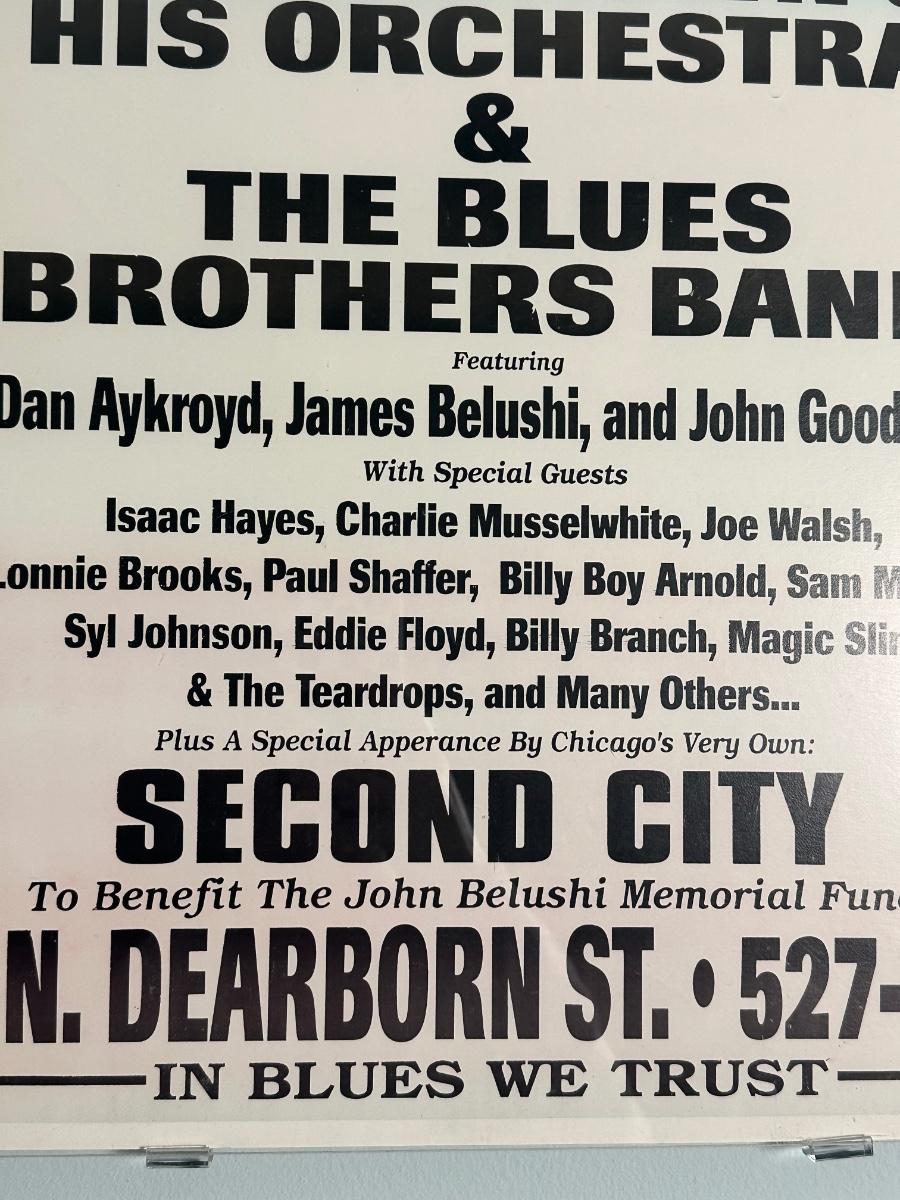 HIS ORCHESTRA
&
THE BLUES
BROTHERS BAN
Featuring
Dan Aykroyd, James Belushi, and John Good
With Special Guests
Isaac Hayes, Charlie Musselwhite, Joe Walsh,
Lonnie Brooks, Paul Shaffer, Billy Boy Arnold, Sam M
Syl Johnson, Eddie Floyd, Billy Branch, Magic Sli
& The Teardrops, and Many Others...
Plus A Special Apperance By Chicago's Very Own:
SECOND CITY
To Benefit The John Belushi Memorial Fun
N. DEARBORN ST. • 527-
IN BLUES WE TRUST